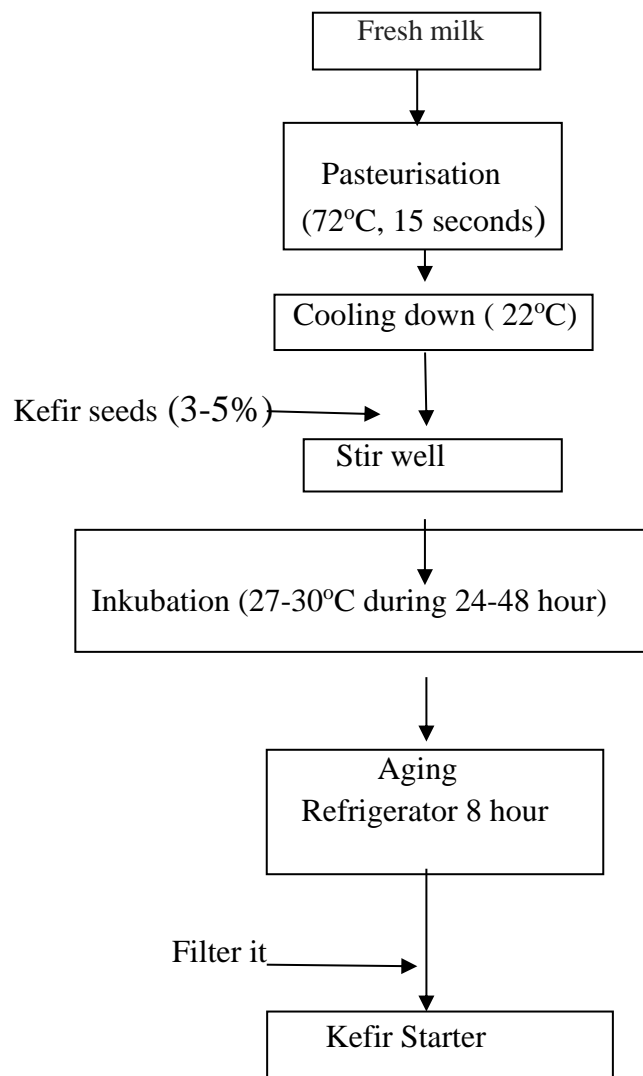 Fresh milk
Pasteurisation
(72ºC, 15 seconds)
Cooling down ( 22ºC)
Kefir seeds (3-5%)
Stir well
Inkubation (27-30ºC during 24-48 hour)
Aging
Refrigerator 8 hour
Filter it
Kefir Starter